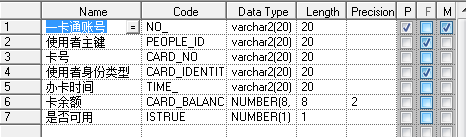 Name Code Data Type Length Precision P F M
1 一卡通账号 = NO_ varchar2(20) 20
2 使用者主键 PEOPLE_ID varchar2(20) 20
3 卡号 CARD_NO varchar2(20) 20
4 使用者身份类型 CARD_IDENTIT varchar2(20) 20
5 办卡时间 TIME_ varchar2(20) 20
6 卡余额 CARD_BALANC NUMBER(8, 8 2
7 是否可用 ISTRUE NUMBER(1) 1